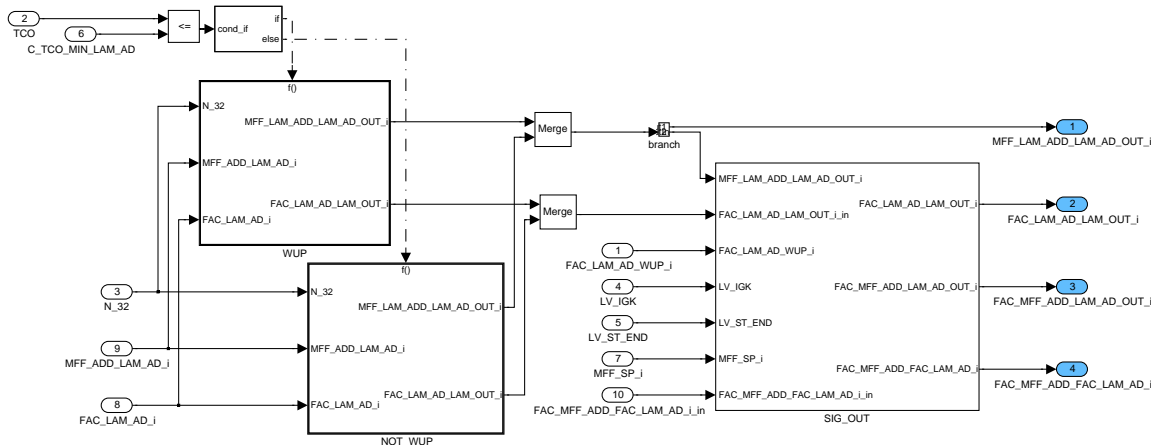 2
TCO
6
C_TCO_MIN_LAM_AD
<=
cond_if
if
else
f()
N_32
MFF_ADD_LAM_AD_i
FAC_LAM_AD_i
MFF_LAM_ADD_LAM_AD_OUT_i
FAC_LAM_AD_LAM_OUT_i
WUP
f()
N_32
MFF_ADD_LAM_AD_i
FAC_LAM_AD_i
MFF_LAM_ADD_LAM_AD_OUT_i
FAC_LAM_AD_LAM_OUT_i
NOT_WUP
3
N_32
9
MFF_ADD_LAM_AD_i
8
FAC_LAM_AD_i
Merge
Merge
branch
1
FAC_LAM_AD_WUP_i
4
LV_IGK
5
LV_ST_END
7
MFF_SP_i
10
FAC_MFF_ADD_FAC_LAM_AD_i_in
MFF_LAM_ADD_LAM_AD_OUT_i
FAC_LAM_AD_LAM_OUT_i_in
FAC_LAM_AD_WUP_i
LV_IGK
LV_ST_END
MFF_SP_i
FAC_MFF_ADD_FAC_LAM_AD_i_in
FAC_LAM_AD_LAM_OUT_i
FAC_MFF_ADD_LAM_AD_OUT_i
FAC_MFF_ADD_FAC_LAM_AD_i
SIG_OUT
1
MFF_LAM_ADD_LAM_AD_OUT_i
2
FAC_LAM_AD_LAM_OUT_i
3
FAC_MFF_ADD_LAM_AD_OUT_i
4
FAC_MFF_ADD_FAC_LAM_AD_i